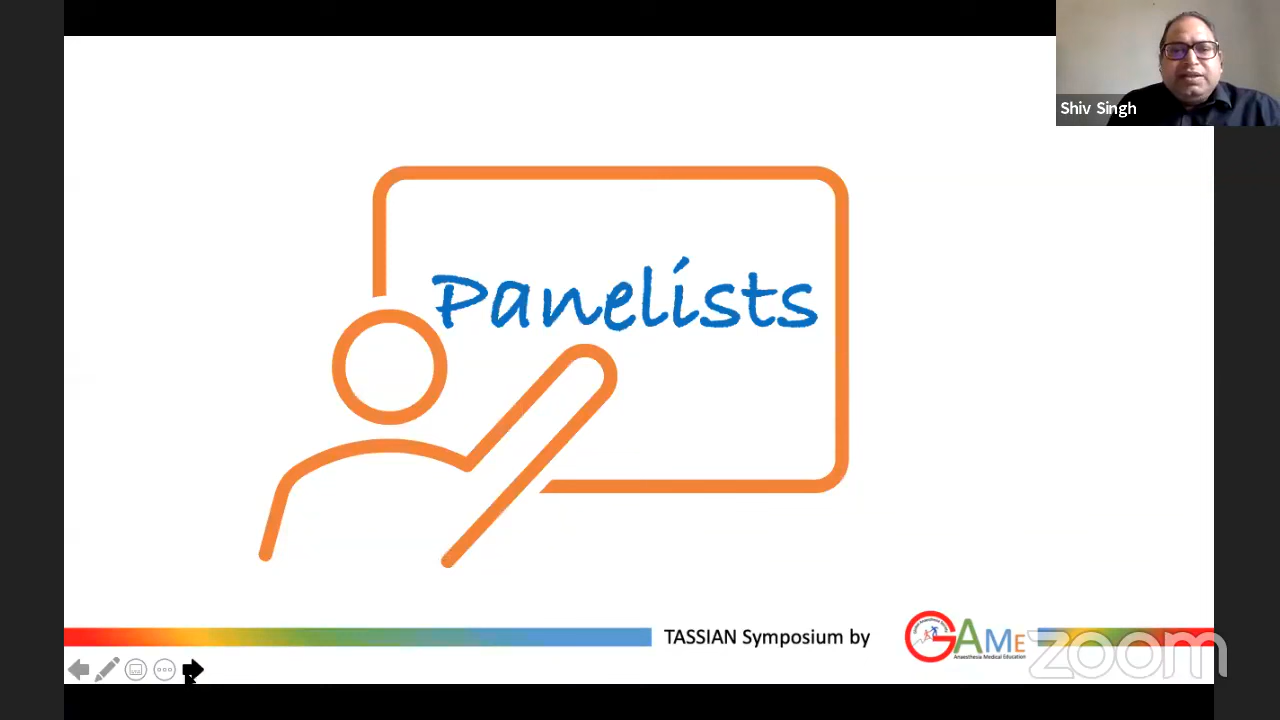 Shiv Singh
Panelists
TASSIAN Symposium by
GAMe
Anaesthesia Medical Education
zoom